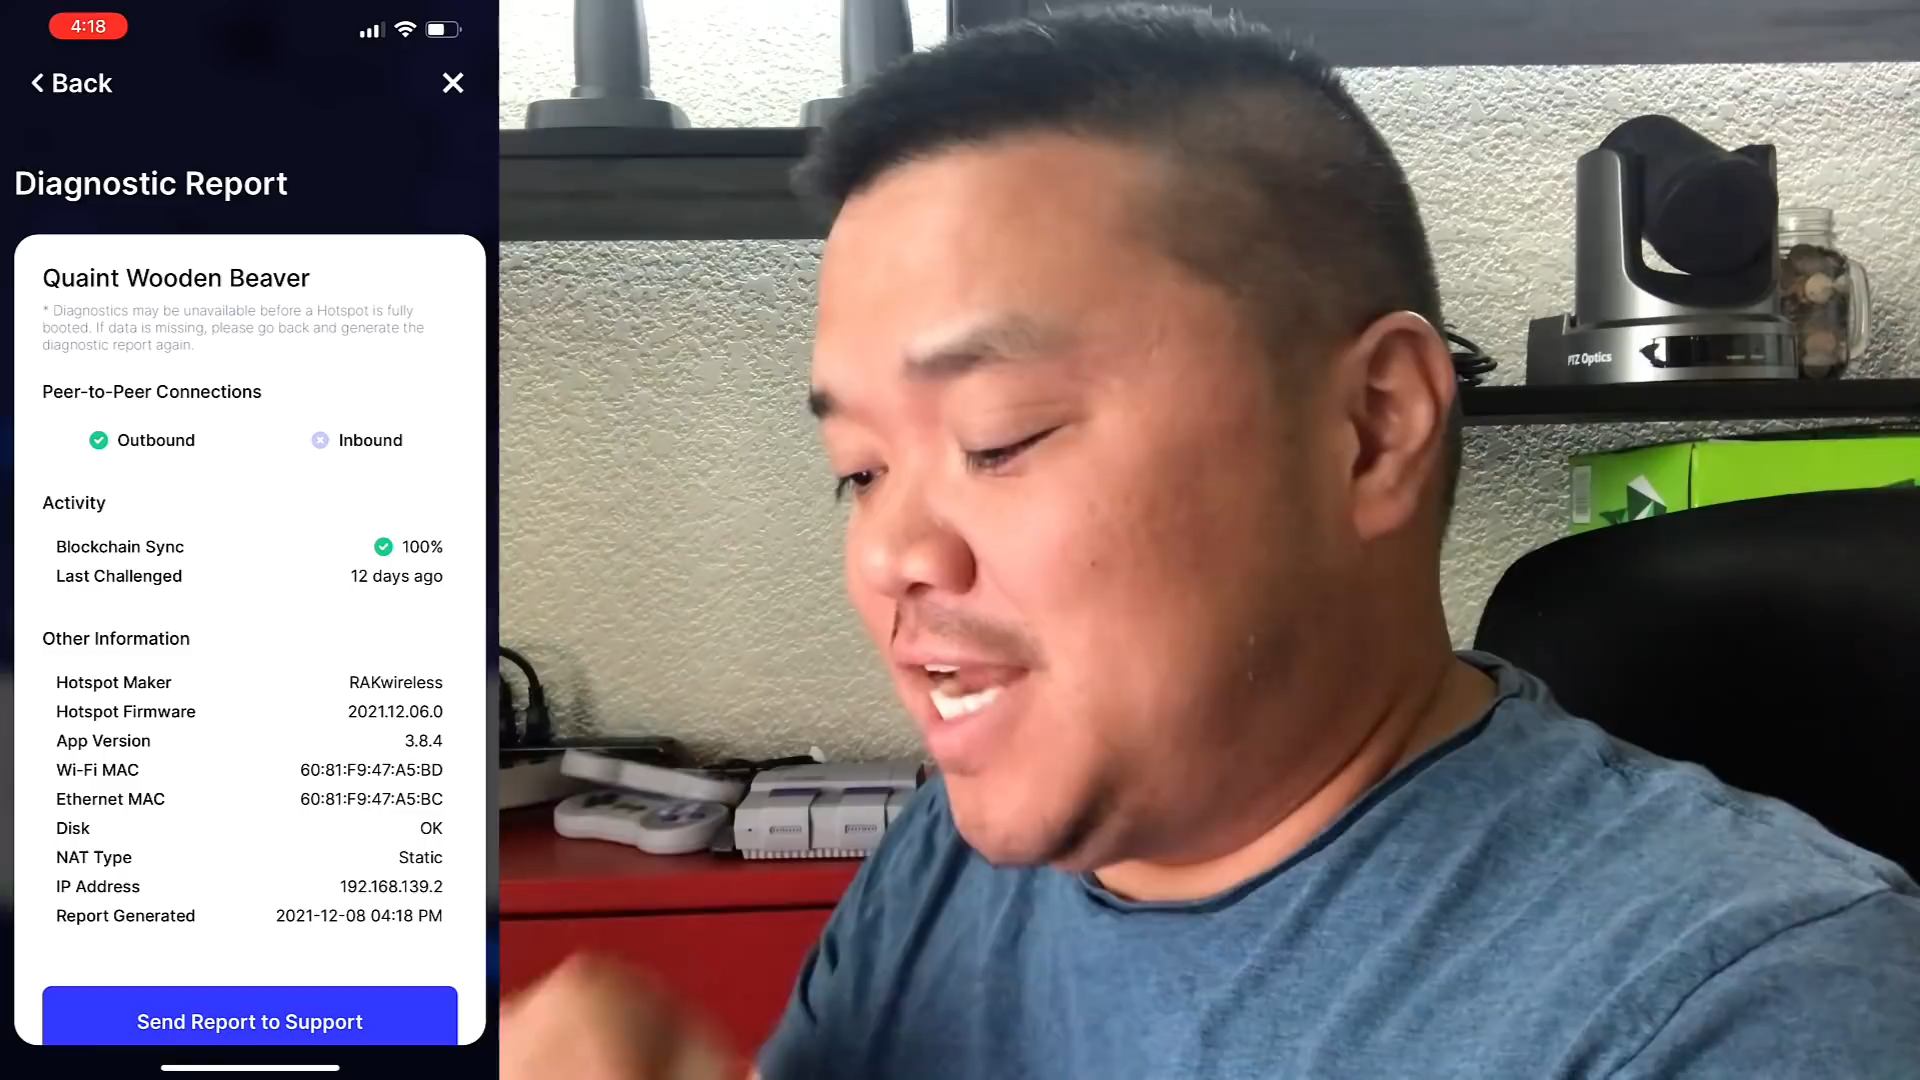 4:18
Back
Diagnostic Report
Quaint Wooden Beaver
* Diagnostics may be unavailable before a Hotspot is fully
booted. If data is missing, please go back and generate the
diagnostic report again.
Peer-to-Peer Connections
Outbound Inbound
Activity
Blockchain Sync 100%
Last Challenged 12 days ago
Other Information
Hotspot Maker RAKwireless
Hotspot Firmware 2021.12.06.0
App Version 3.8.4
Wi-Fi MAC 60:81:F9:47:A5:BD
Ethernet MAC 60:81:F9:47:A5:BC
Disk OK
NAT Type Static
IP Address 192.168.139.2
Report Generated 2021-12-08 04:18 PM
Send Report to Support
PTZ Optics